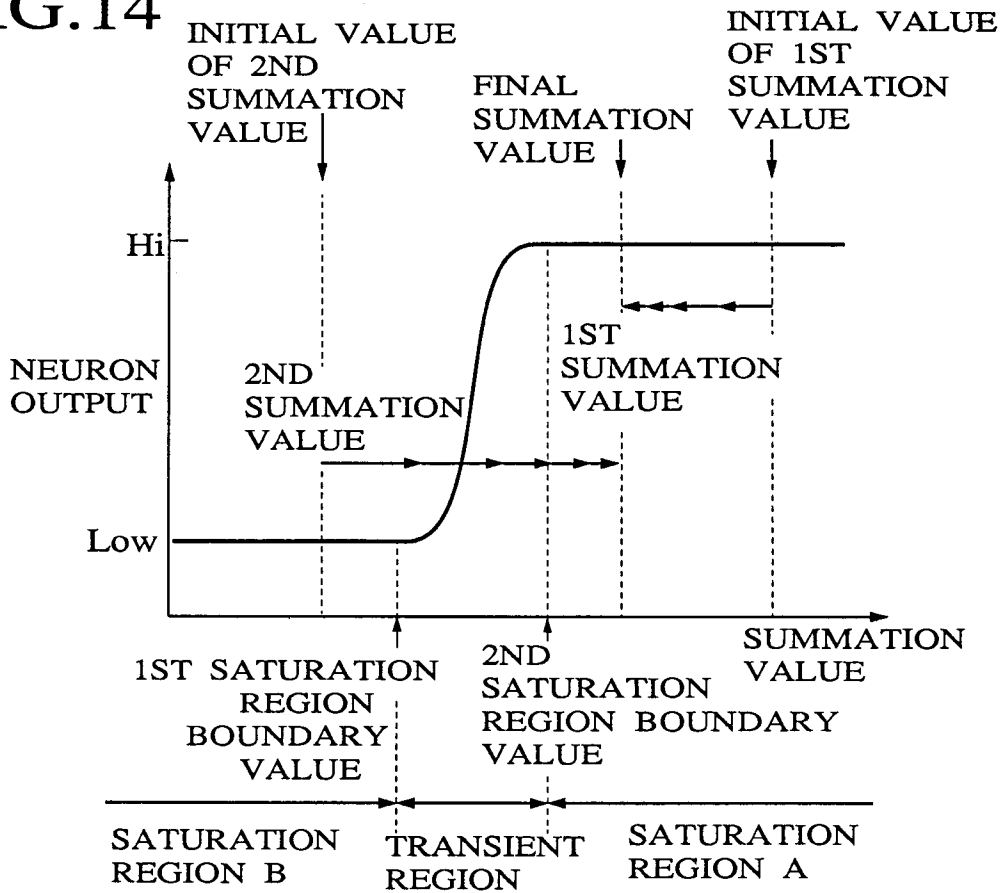 G.14
INITIAL VALUE
OF 2ND
SUMMATION
VALUE
FINAL
SUMMATION
VALUE
INITIAL VALUE
OF 1ST
SUMMATION
VALUE
Hi
NEURON
OUTPUT
2ND
SUMMATION
VALUE
1ST
SUMMATION
VALUE
Low
SUMMATION
VALUE
1ST SATURATION
REGION
BOUNDARY
VALUE
2ND
SATURATION
REGION BOUNDARY
VALUE
SATURATION
REGION B
TRANSIENT
REGION
SATURATION
REGION A